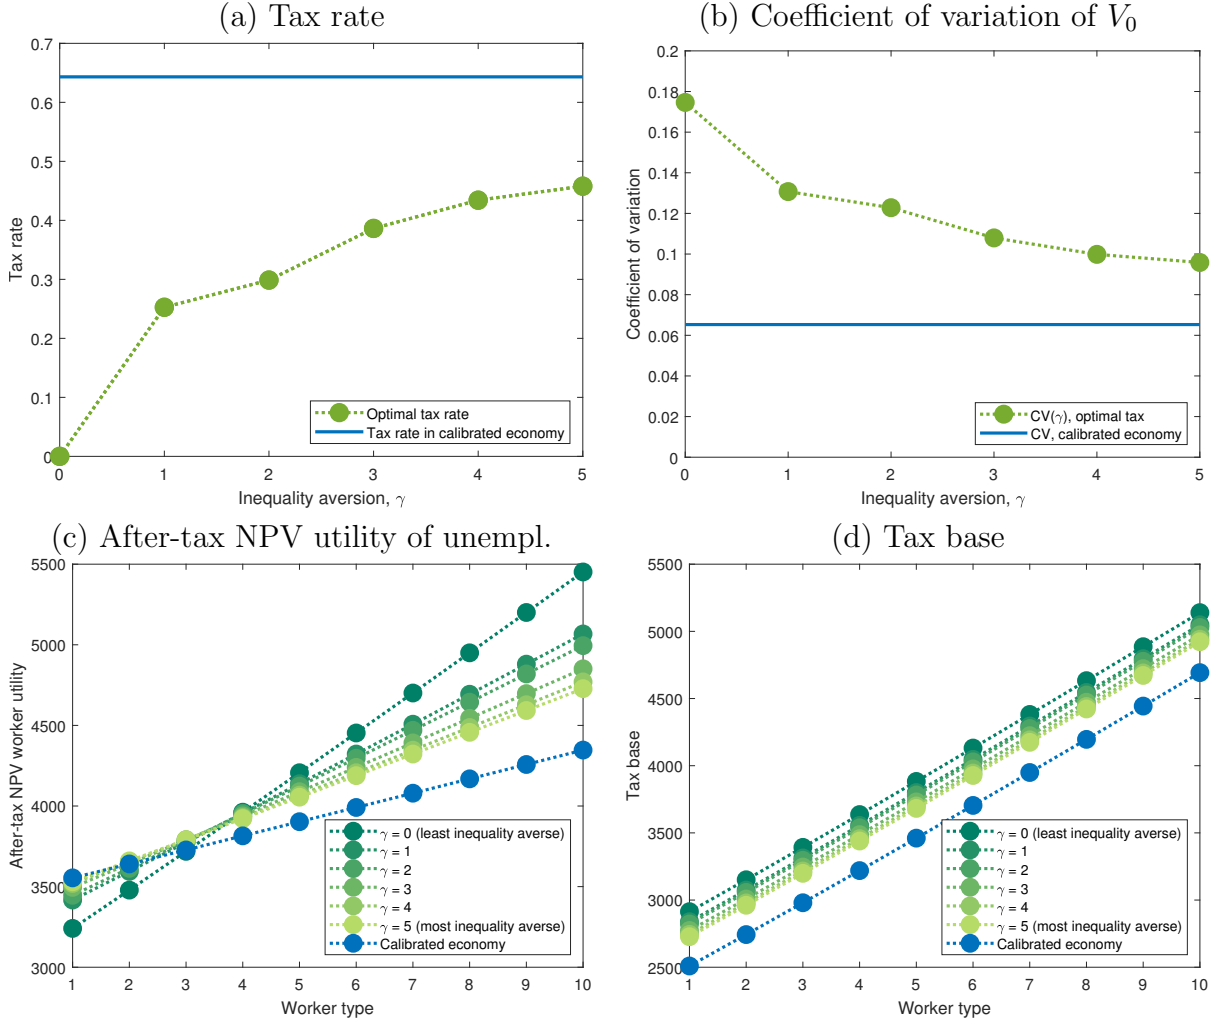 (a) Tax rate
0.7
0.6
0.5
0.4
0.3
0.2
0.1
0
Tax rate
0 1 2 3 4 5
Inequality aversion, γ
Optimal tax rate
Tax rate in calibrated economy
(b) Coefficient of variation of V₀
0.2
0.18
0.16
0.14
0.12
0.1
0.08
0.06
0.04
0.02
0
Coefficient of variation
0 1 2 3 4 5
Inequality aversion, γ
CV(γ), optimal tax
CV, calibrated economy
(c) After-tax NPV utility of unempl.
5500
5000
4500
4000
3500
3000
After-tax NPV worker utility
1 2 3 4 5 6 7 8 9 10
Worker type
γ = 0 (least inequality averse)
γ = 1
γ = 2
γ = 3
γ = 4
γ = 5 (most inequality averse)
Calibrated economy
(d) Tax base
5500
5000
4500
4000
3500
3000
2500
Tax base
1 2 3 4 5 6 7 8 9 10
Worker type
γ = 0 (least inequality averse)
γ = 1
γ = 2
γ = 3
γ = 4
γ = 5 (most inequality averse)
Calibrated economy